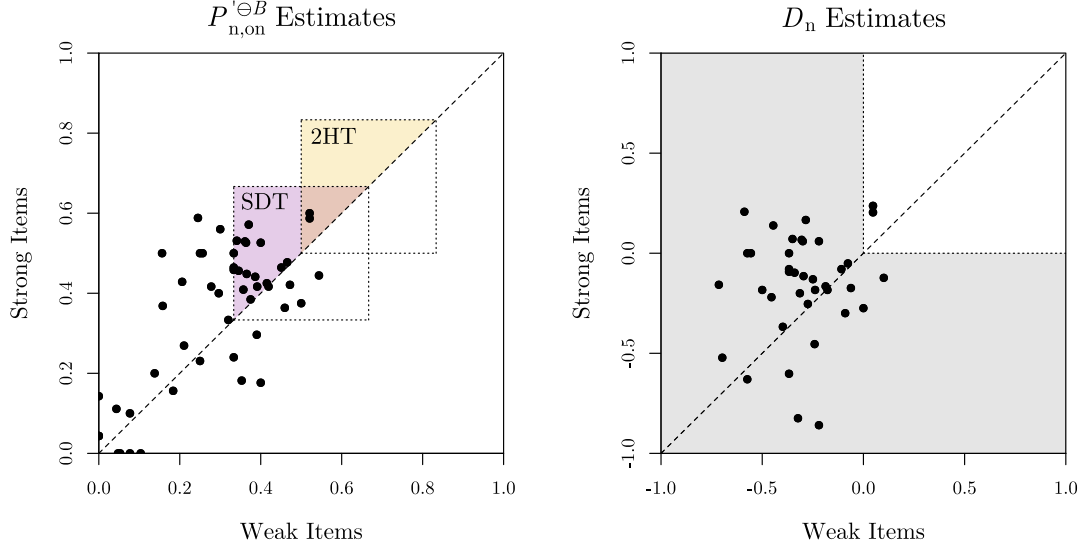 P'⊖B n,on Estimates
1.0
0.8
0.6
0.4
0.2
0.0
Strong Items
2HT
SDT
0.0 0.2 0.4 0.6 0.8 1.0
Weak Items
Dn Estimates
1.0
0.5
0.0
-0.5
-1.0
Strong Items
-1.0 -0.5 0.0 0.5 1.0
Weak Items